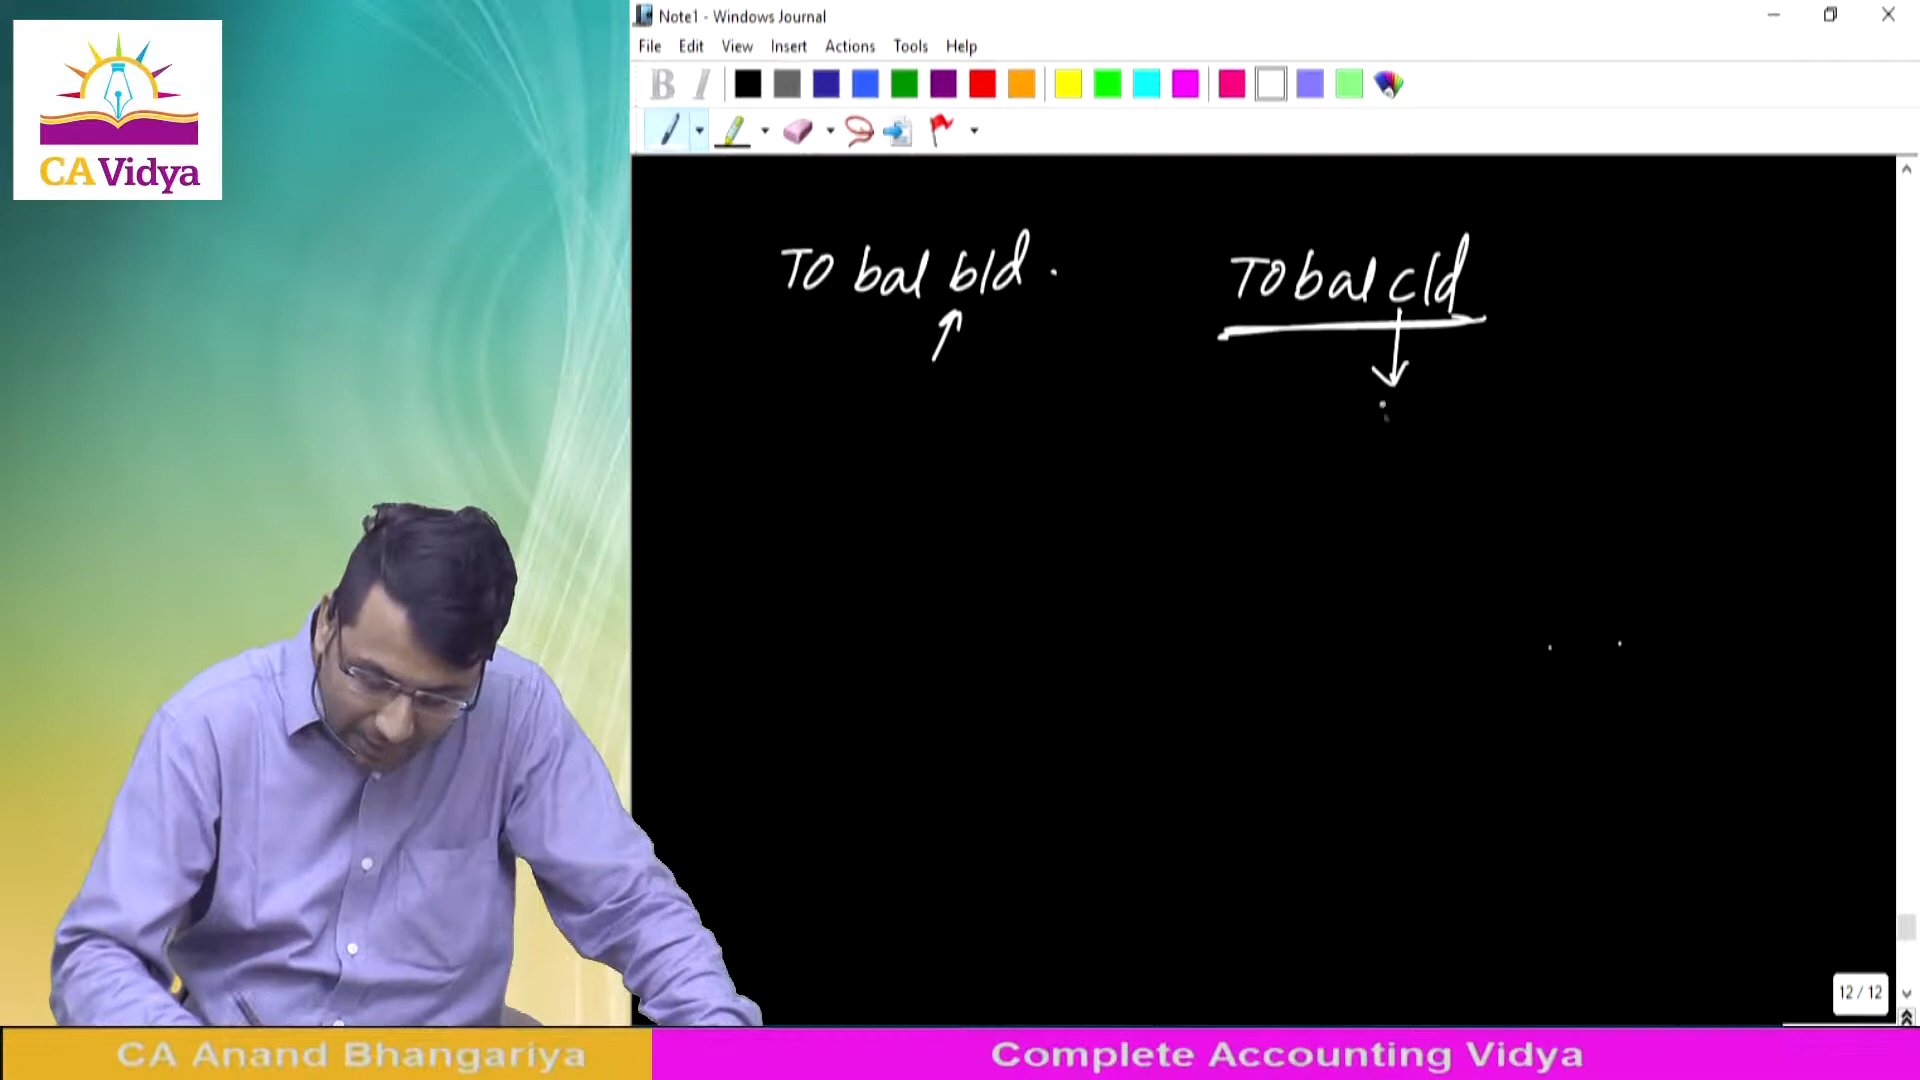 CA Vidya
Note1 - Windows Journal
File Edit View Insert Actions Tools Help
B I
To bal b/d.
To bal c/d
12 / 12
CA Anand Bhangariya
Complete Accounting Vidya